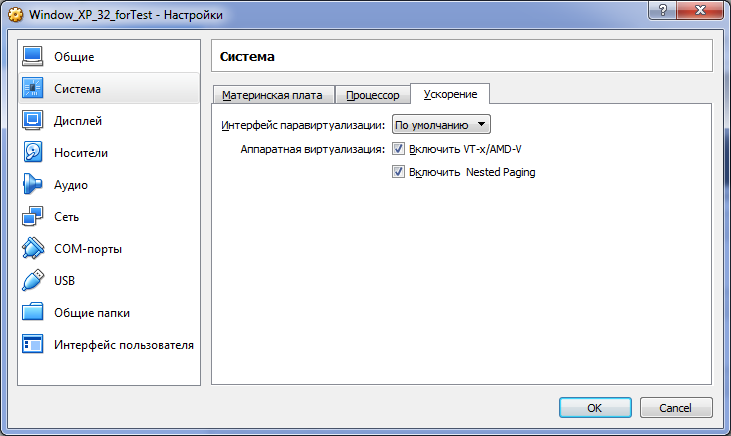 Window_XP_32_forTest - Настройки
Общие
Система
Дисплей
Носители
Аудио
Сеть
COM-порты
USB
Общие папки
Интерфейс пользователя
Система
Материнская плата
Процессор
Ускорение
Интерфейс паравиртуализации: По умолчанию
Аппаратная виртуализация: Включить VT-x/AMD-V
Включить Nested Paging
OK
Cancel